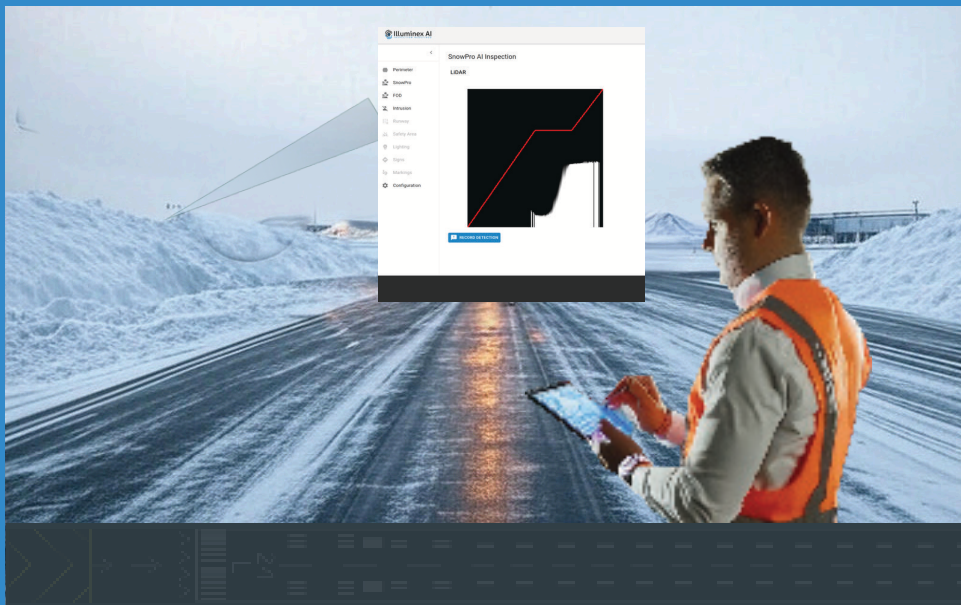 Illuminex AI
SnowPro AI Inspection
LiDAR
Perimeter
SnowPro
FOD
Intrusion
Runway
Safety Area
Lighting
Signs
Markings
Configuration
RECORD DETECTION